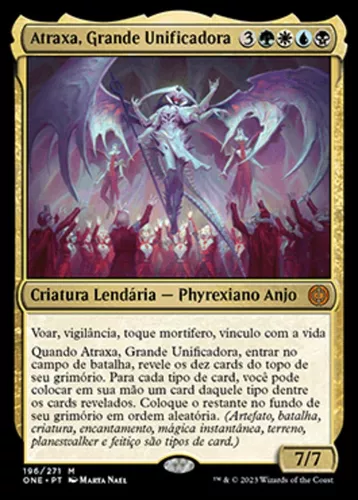 Atraxa, Grande Unificadora 3
Criatura Lendária — Phyrexiano Anjo
Voar, vigilância, toque mortífero, vínculo com a vida
Quando Atraxa, Grande Unificadora, entrar no
campo de batalha, revele os dez cards do topo de
seu grimório. Para cada tipo de card, você pode
colocar em sua mão um card daquele tipo dentre
os cards revelados. Coloque o restante no fundo de
seu grimório em ordem aleatória. (Artefato, batalha,
criatura, encantamento, mágica instantânea, terreno,
planeswalker e feitiço são tipos de card.)
7/7
196/271 M
ONE • PT Marta Nael
™ & © 2023 Wizards of the Coast